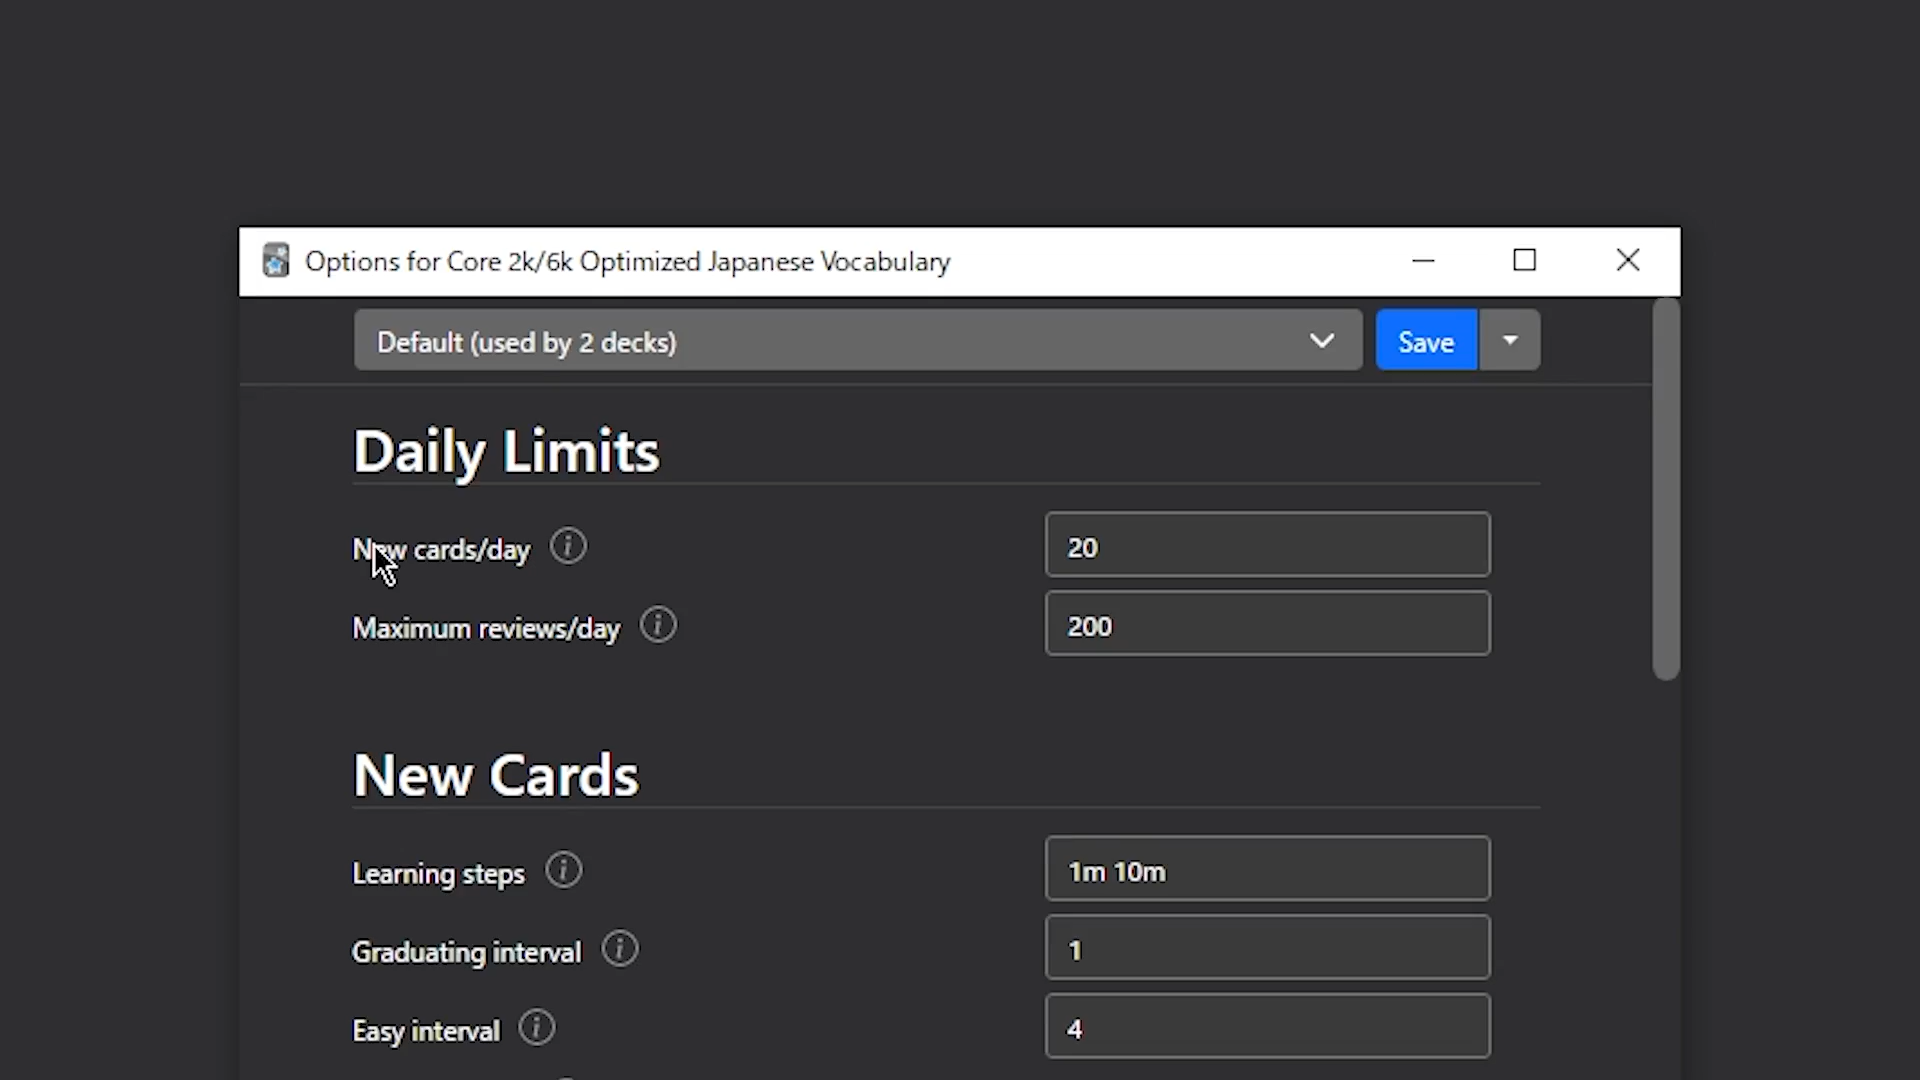 Options for Core 2k/6k Optimized Japanese Vocabulary
Default (used by 2 decks)
Save
Daily Limits
New cards/day
20
Maximum reviews/day
200
New Cards
Learning steps
1m 10m
Graduating interval
1
Easy interval
4